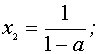 x₂ = 1/(1 − a);